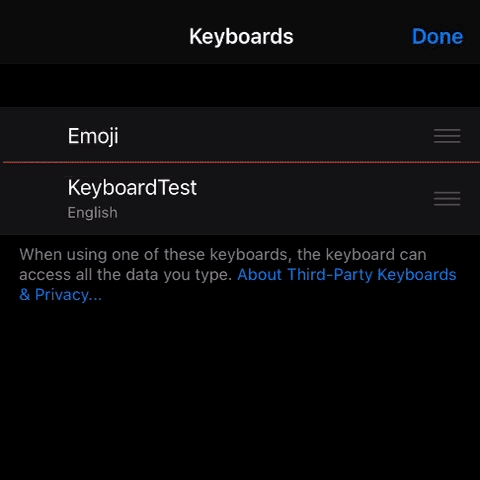 Keyboards
Done
Emoji
KeyboardTest
English
When using one of these keyboards, the keyboard can
access all the data you type. About Third-Party Keyboards
& Privacy...